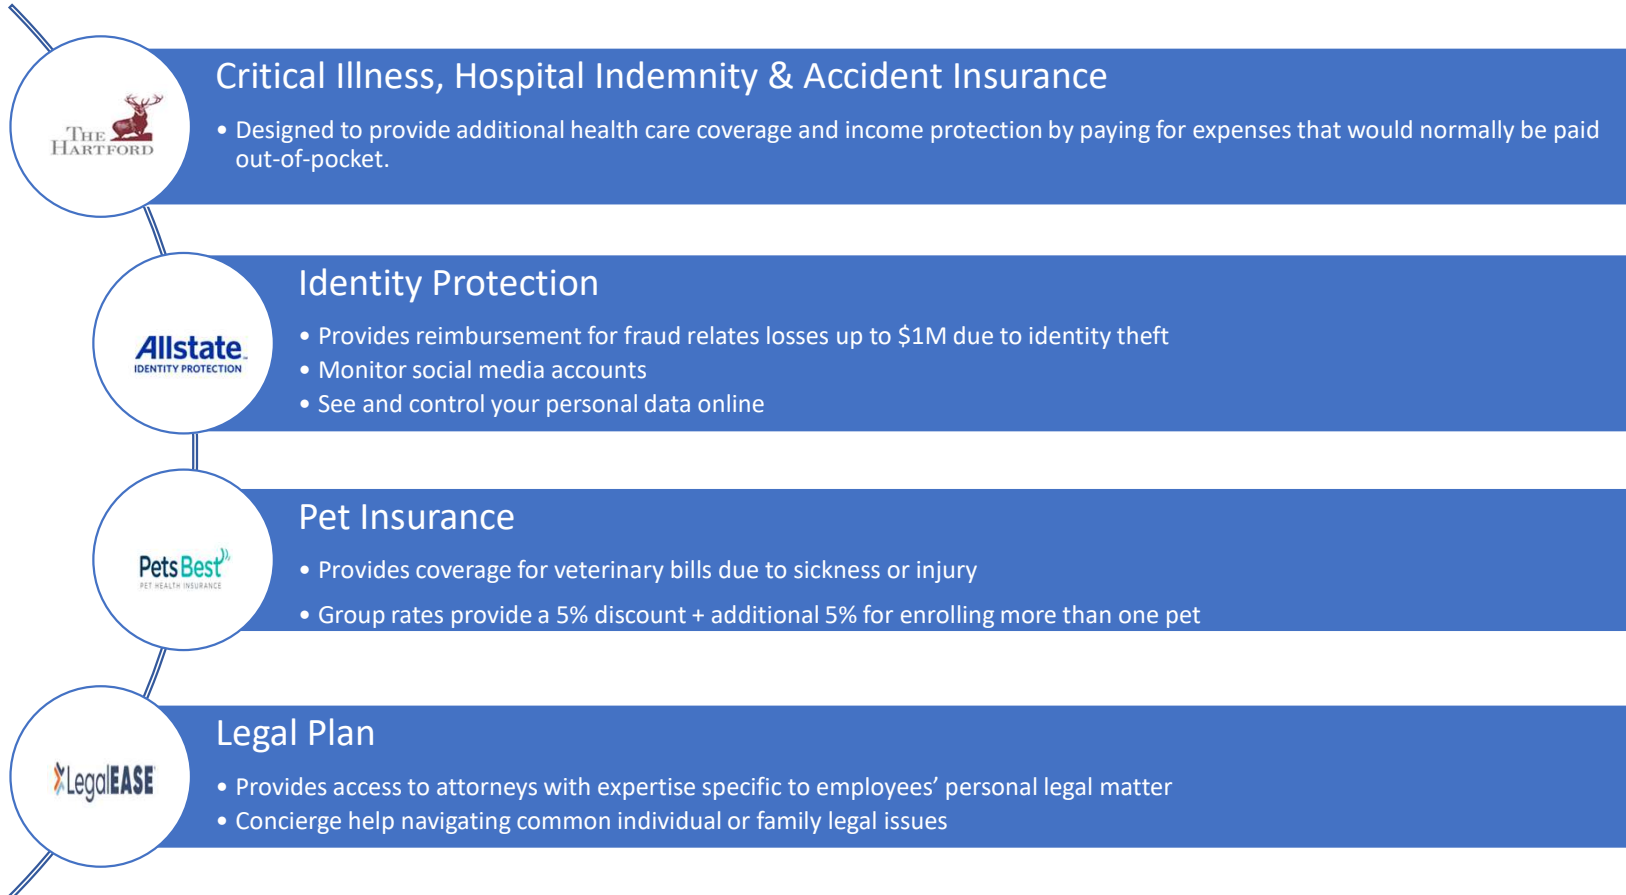 THE
HARTFORD
Critical Illness, Hospital Indemnity & Accident Insurance
• Designed to provide additional health care coverage and income protection by paying for expenses that would normally be paid
out-of-pocket.
Allstate
IDENTITY PROTECTION
Identity Protection
• Provides reimbursement for fraud relates losses up to $1M due to identity theft
• Monitor social media accounts
• See and control your personal data online
Pets Best
PET HEALTH INSURANCE
Pet Insurance
• Provides coverage for veterinary bills due to sickness or injury
• Group rates provide a 5% discount + additional 5% for enrolling more than one pet
LegalEASE
Legal Plan
• Provides access to attorneys with expertise specific to employees’ personal legal matter
• Concierge help navigating common individual or family legal issues